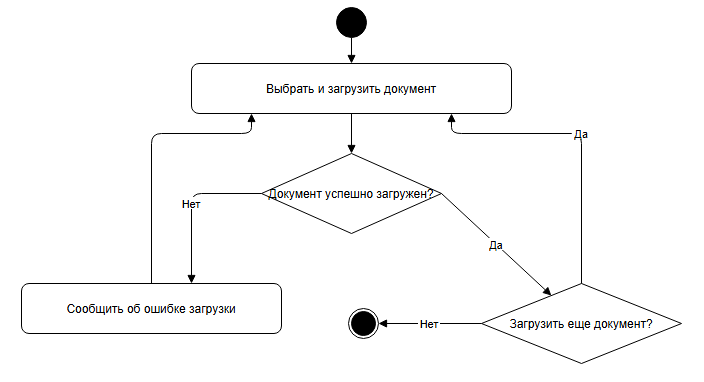 Выбрать и загрузить документ
Да
Документ успешно загружен?
Нет
Да
Сообщить об ошибке загрузки
Нет
Загрузить еще документ?